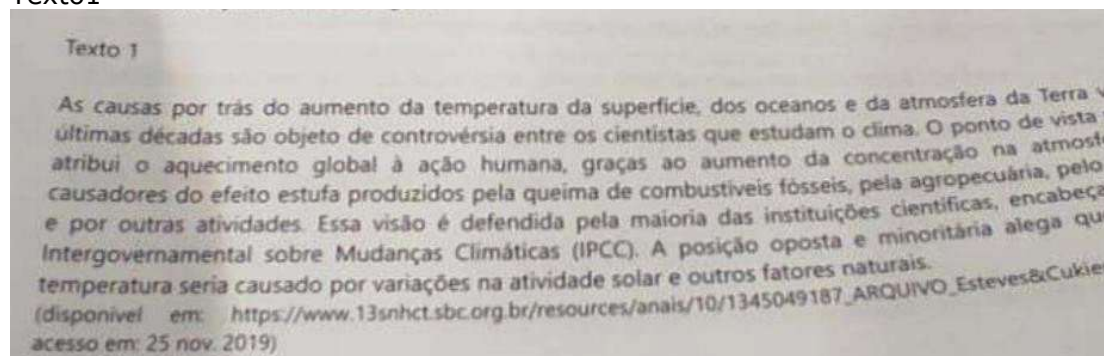 Texto 1
As causas por trás do aumento da temperatura da superfície, dos oceanos e da atmosfera da Terra
últimas décadas são objeto de controvérsia entre os cientistas que estudam o clima. O ponto de vista
atribui o aquecimento global à ação humana, graças ao aumento da concentração na
causadores do efeito estufa produzidos pela queima de combustíveis fósseis, pela agropecuária, pelo
e por outras atividades. Essa visão é defendida pela maioria das instituições científicas,
Intergovernamental sobre Mudanças Climáticas (IPCC). A posição oposta e minoritária alega
temperatura seria causado por variações na atividade solar e outros fatores naturais.
(disponível em: https://www.13snhct.sbc.org.br/resources/anais/10/1345049187_ARQUIVO_Esteves&Cukie
acesso em: 25 nov. 2019)